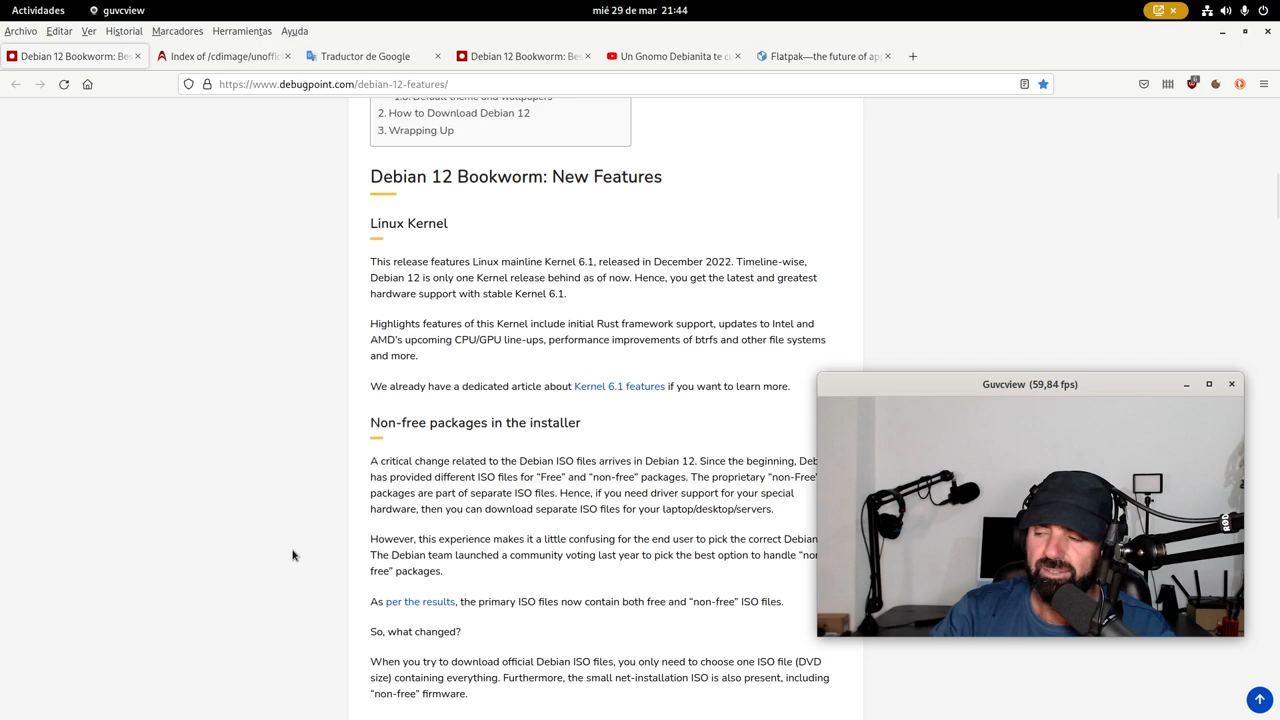 Actividades
guvcview
mié 29 de mar 21:44
Archivo Editar Ver Historial Marcadores Herramientas Ayuda
Debian 12 Bookworm: Bes
Index of /cdimage/unoffic
Traductor de Google
Debian 12 Bookworm: Bes
Un Gnomo Debianita te c
Flatpak—the future of ap
https://www.debugpoint.com/debian-12-features/
2. How to Download Debian 12
3. Wrapping Up
Debian 12 Bookworm: New Features
Linux Kernel
This release features Linux mainline Kernel 6.1, released in December 2022. Timeline-wise,
Debian 12 is only one Kernel release behind as of now. Hence, you get the latest and greatest
hardware support with stable Kernel 6.1.
Highlights features of this Kernel include initial Rust framework support, updates to Intel and
AMD's upcoming CPU/GPU line-ups, performance improvements of btrfs and other file systems
and more.
We already have a dedicated article about Kernel 6.1 features if you want to learn more.
Non-free packages in the installer
A critical change related to the Debian ISO files arrives in Debian 12. Since the beginning, Deb
has provided different ISO files for “Free” and “non-free” packages. The proprietary “non-Free”
packages are part of separate ISO files. Hence, if you need driver support for your special
hardware, then you can download separate ISO files for your laptop/desktop/servers.
However, this experience makes it a little confusing for the end user to pick the correct Debian
The Debian team launched a community voting last year to pick the best option to handle “non
free” packages.
As per the results, the primary ISO files now contain both free and “non-free” ISO files.
So, what changed?
When you try to download official Debian ISO files, you only need to choose one ISO file (DVD
size) containing everything. Furthermore, the small net-installation ISO is also present, including
“non-free” firmware.
Guvcview (59,84 fps)
RØD